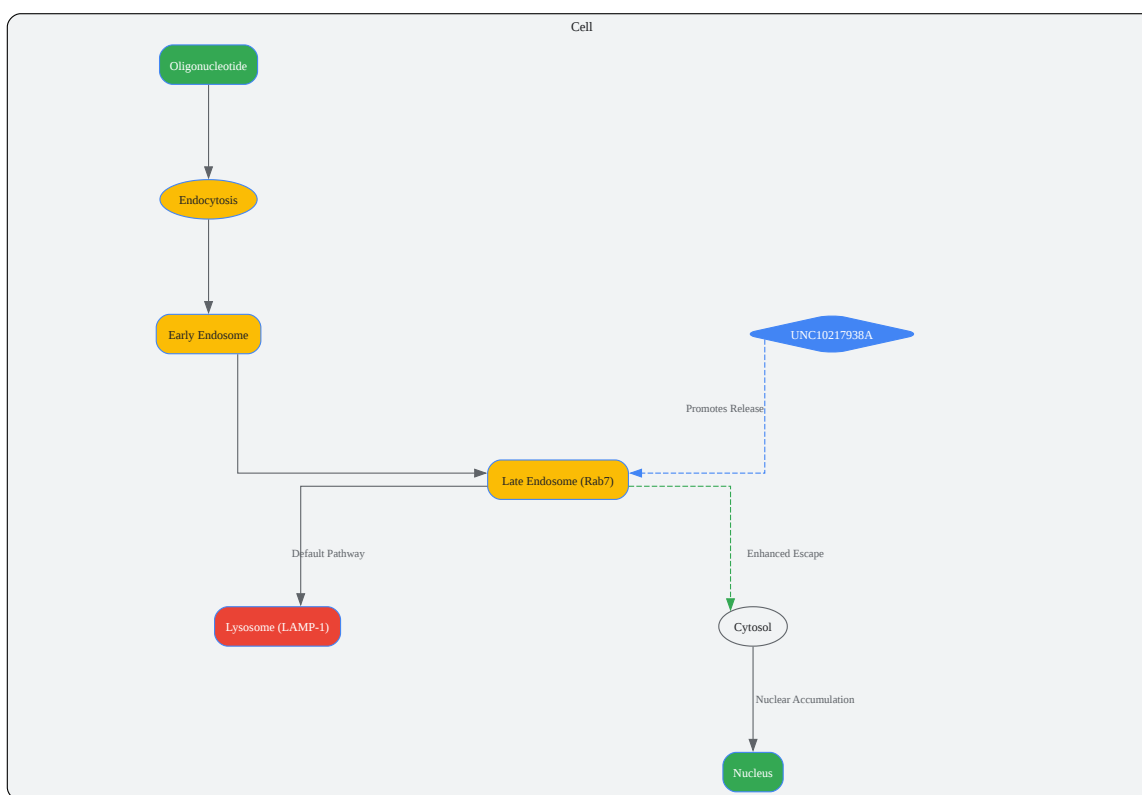 Cell
Oligonucleotide
Endocytosis
Early Endosome
UNC10217938A
Promotes Release
Late Endosome (Rab7)
Default Pathway
Enhanced Escape
Lysosome (LAMP-1)
Cytosol
Nuclear Accumulation
Nucleus